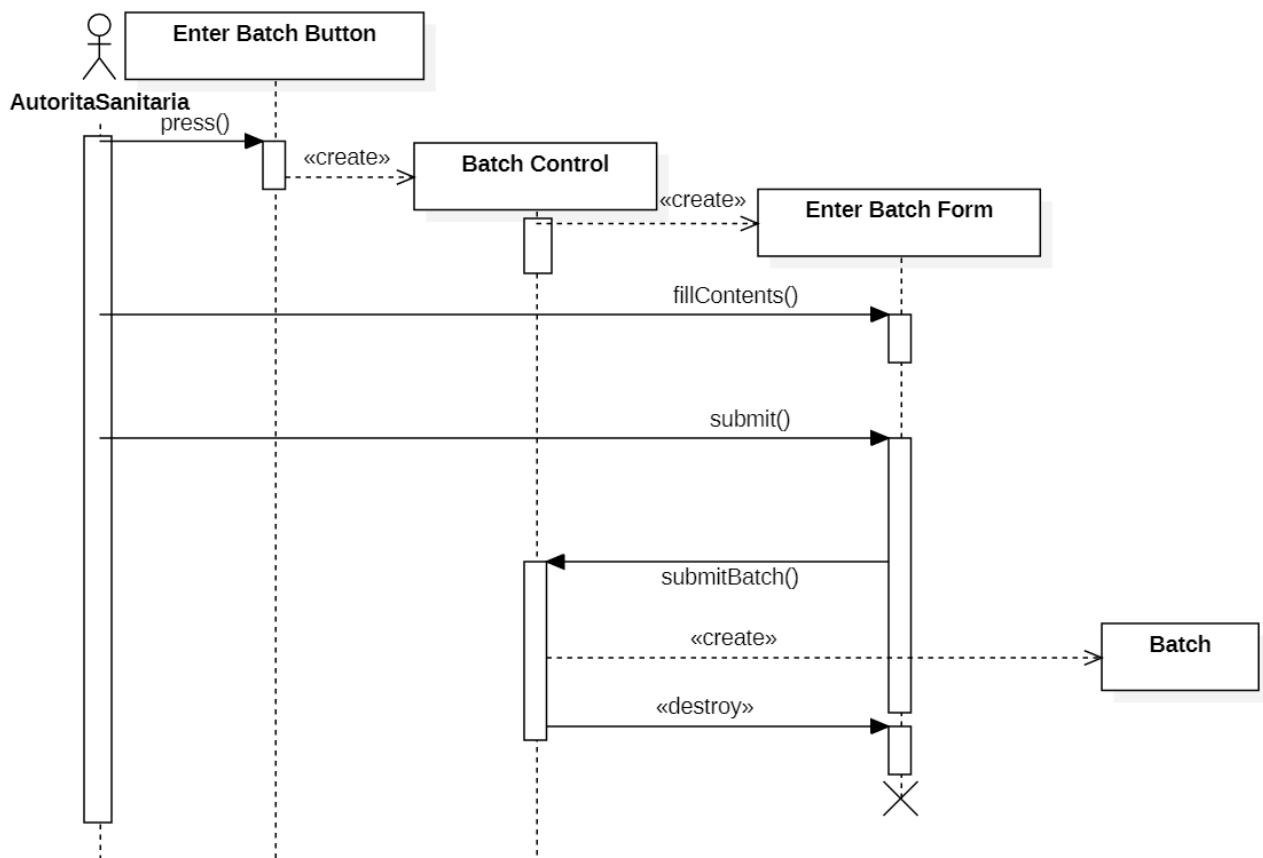 Enter Batch Button
AutoritaSanitaria
press()
«create»
Batch Control
«create»
Enter Batch Form
fillContents()
submit()
submitBatch()
«create»
Batch
«destroy»